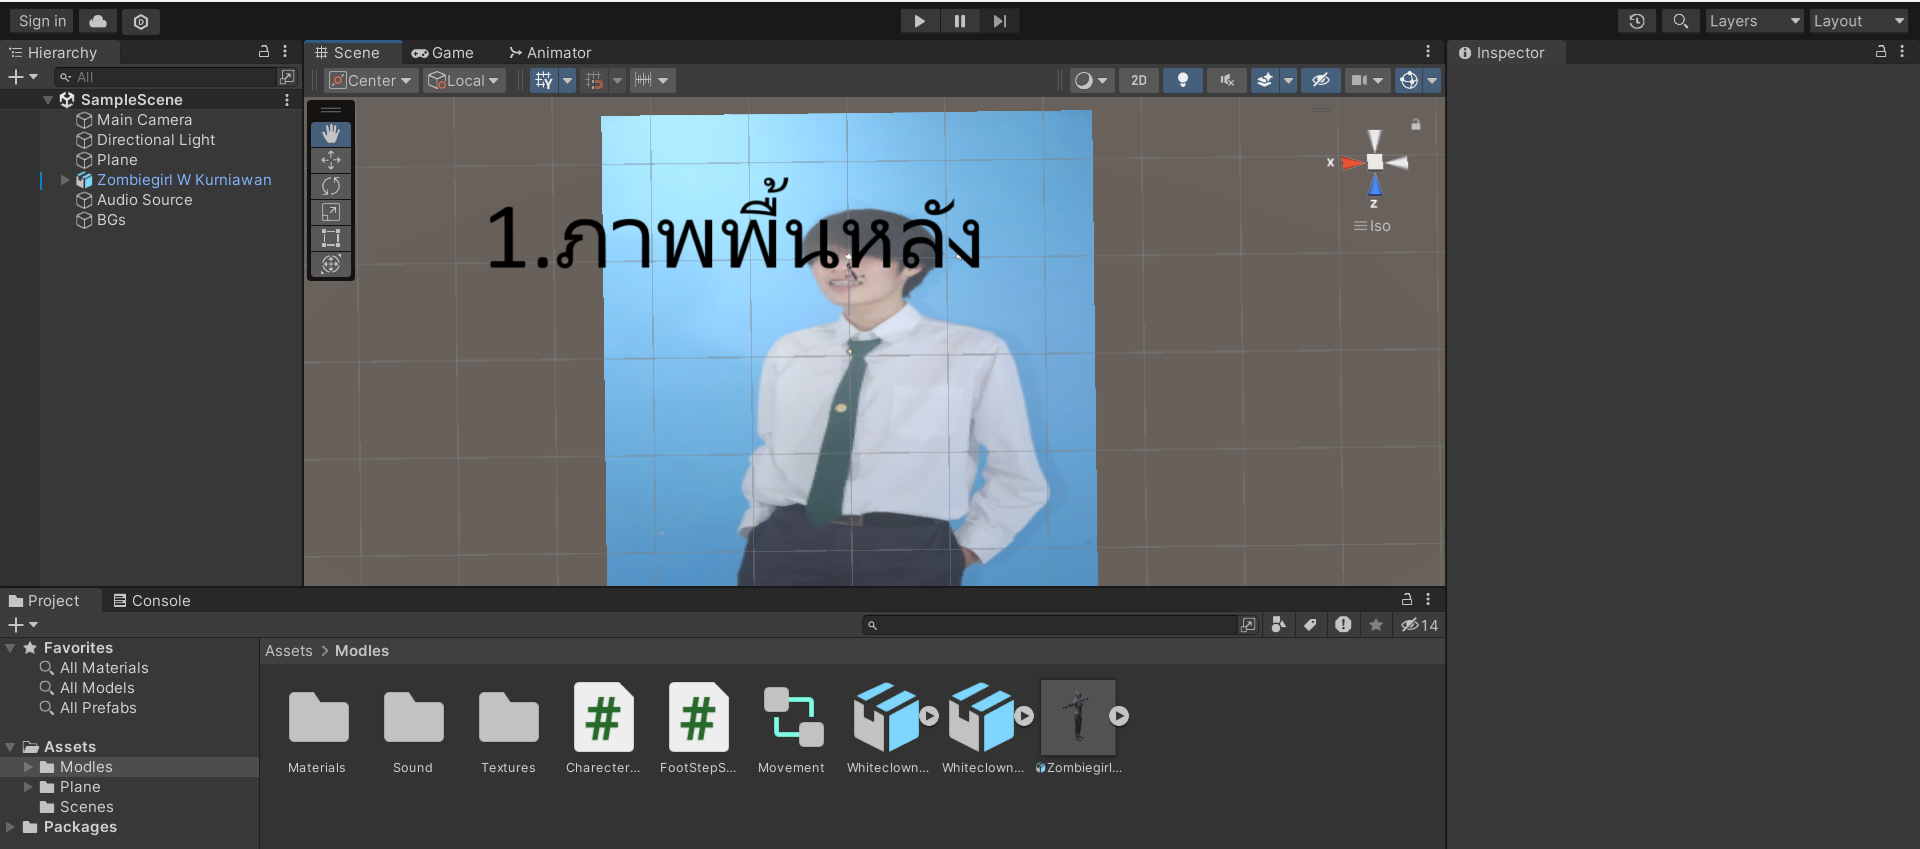 Sign in
Layers
Layout
Hierarchy
Scene
Game
Animator
Inspector
All
Center
Local
2D
SampleScene
Main Camera
Directional Light
Plane
Zombiegirl W Kurniawan
Audio Source
BGs
x
z
Iso
1.ภาพพื้นหลัง
Project
Console
14
Favorites
All Materials
All Models
All Prefabs
Assets
Modles
Plane
Scenes
Packages
Assets > Modles
Materials
Sound
Textures
Charecter...
FootStepS...
Movement
Whiteclown...
Whiteclown...
Zombiegirl...